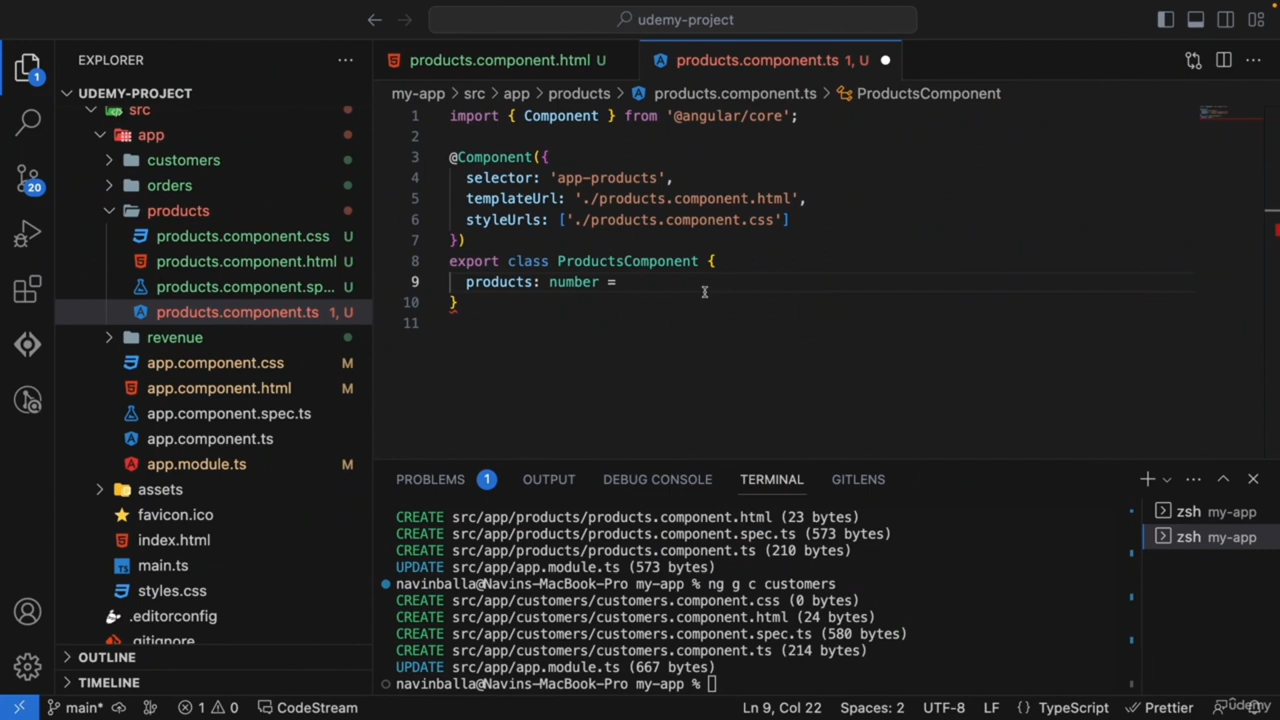 udemy-project
EXPLORER
UDEMY-PROJECT
src
app
customers
orders
products
products.component.css U
products.component.html U
products.component.sp... U
products.component.ts 1, U
revenue
app.component.css M
app.component.html M
app.component.spec.ts
app.component.ts
app.module.ts M
assets
favicon.ico
index.html
main.ts
styles.css
.editorconfig
.gitignore
OUTLINE
TIMELINE
1
20
products.component.html U
products.component.ts 1, U
my-app > src > app > products > products.component.ts > ProductsComponent
1 import { Component } from '@angular/core';
2
3 @Component({
4 selector: 'app-products',
5 templateUrl: './products.component.html',
6 styleUrls: ['./products.component.css']
7 })
8 export class ProductsComponent {
9 products: number =
10 }
11
PROBLEMS 1 OUTPUT DEBUG CONSOLE TERMINAL GITLENS
CREATE src/app/products/products.component.html (23 bytes)
CREATE src/app/products/products.component.spec.ts (573 bytes)
CREATE src/app/products/products.component.ts (210 bytes)
UPDATE src/app/app.module.ts (573 bytes)
navinballa@Navins-MacBook-Pro my-app % ng g c customers
CREATE src/app/customers/customers.component.css (0 bytes)
CREATE src/app/customers/customers.component.html (24 bytes)
CREATE src/app/customers/customers.component.spec.ts (580 bytes)
CREATE src/app/customers/customers.component.ts (214 bytes)
UPDATE src/app/app.module.ts (667 bytes)
navinballa@Navins-MacBook-Pro my-app %
zsh my-app
zsh my-app
main* 1 0 CodeStream Ln 9, Col 22 Spaces: 2 UTF-8 LF {} TypeScript Prettier
udemy